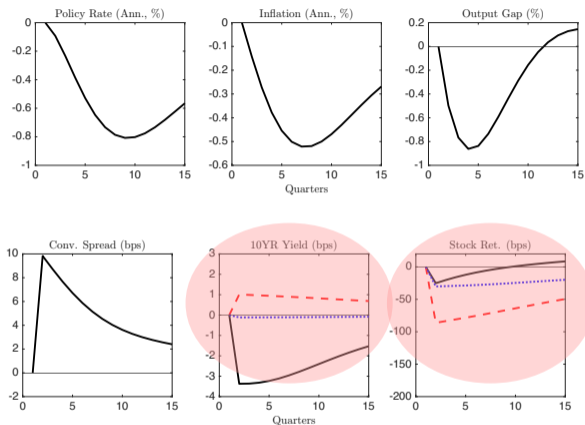 Policy Rate (Ann., %)
0
-0.2
-0.4
-0.6
-0.8
-1
0 5 10 15
Inflation (Ann., %)
0
-0.1
-0.2
-0.3
-0.4
-0.5
-0.6
0 5 10 15
Quarters
Output Gap (%)
0.2
0
-0.2
-0.4
-0.6
-0.8
-1
0 5 10 15
Conv. Spread (bps)
10
8
6
4
2
0
-2
0 5 10 15
10YR Yield (bps)
3
2
1
0
-1
-2
-3
-4
0 5 10 15
Quarters
Stock Ret. (bps)
0
-50
-100
-150
-200
0 5 10 15